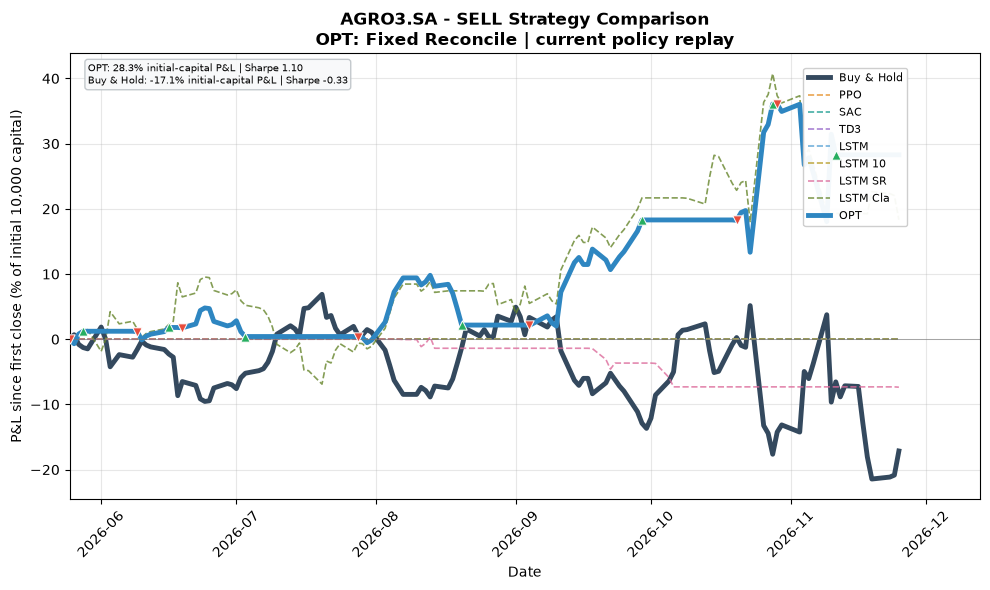 AGRO3.SA - SELL Strategy Comparison
OPT: Fixed Reconcile | current policy replay
OPT: 28.3% initial-capital P&L | Sharpe 1.10
Buy & Hold: -17.1% initial-capital P&L | Sharpe -0.33
Buy & Hold
PPO
SAC
TD3
LSTM
LSTM 10
LSTM SR
LSTM Cla
OPT
P&L since first close (% of initial 10,000 capital)
40
30
20
10
0
−10
−20
2026-06
2026-07
2026-08
2026-09
2026-10
2026-11
2026-12
Date